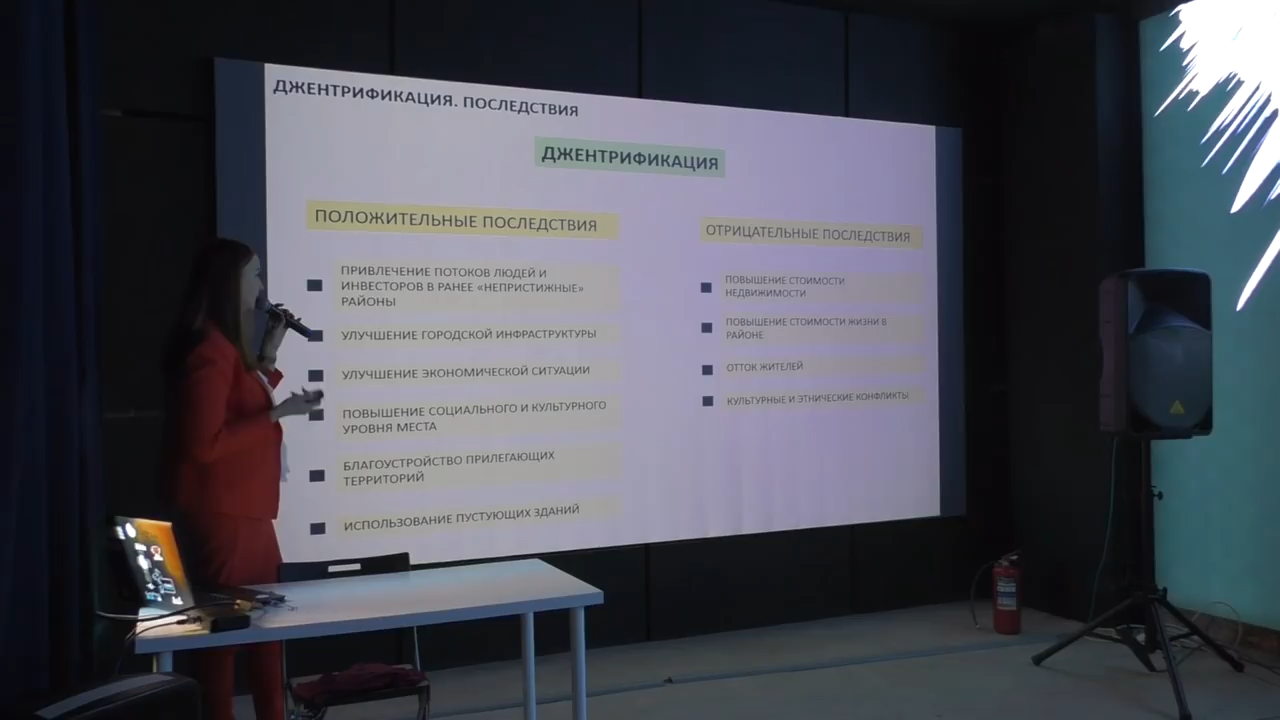 ДЖЕНТРИФИКАЦИЯ. ПОСЛЕДСТВИЯ
ДЖЕНТРИФИКАЦИЯ
ПОЛОЖИТЕЛЬНЫЕ ПОСЛЕДСТВИЯ
ПРИВЛЕЧЕНИЕ ПОТОКОВ ЛЮДЕЙ И
ИНВЕСТОРОВ В РАНЕЕ «НЕПРИСТИЖНЫЕ»
РАЙОНЫ
УЛУЧШЕНИЕ ГОРОДСКОЙ ИНФРАСТРУКТУРЫ
УЛУЧШЕНИЕ ЭКОНОМИЧЕСКОЙ СИТУАЦИИ
ПОВЫШЕНИЕ СОЦИАЛЬНОГО И КУЛЬТУРНОГО
УРОВНЯ МЕСТА
БЛАГОУСТРОЙСТВО ПРИЛЕГАЮЩИХ
ТЕРРИТОРИЙ
ИСПОЛЬЗОВАНИЕ ПУСТУЮЩИХ ЗДАНИЙ
ОТРИЦАТЕЛЬНЫЕ ПОСЛЕДСТВИЯ
ПОВЫШЕНИЕ СТОИМОСТИ
НЕДВИЖИМОСТИ
ПОВЫШЕНИЕ СТОИМОСТИ ЖИЗНИ В
РАЙОНЕ
ОТТОК ЖИТЕЛЕЙ
КУЛЬТУРНЫЕ И ЭТНИЧЕСКИЕ КОНФЛИКТЫ